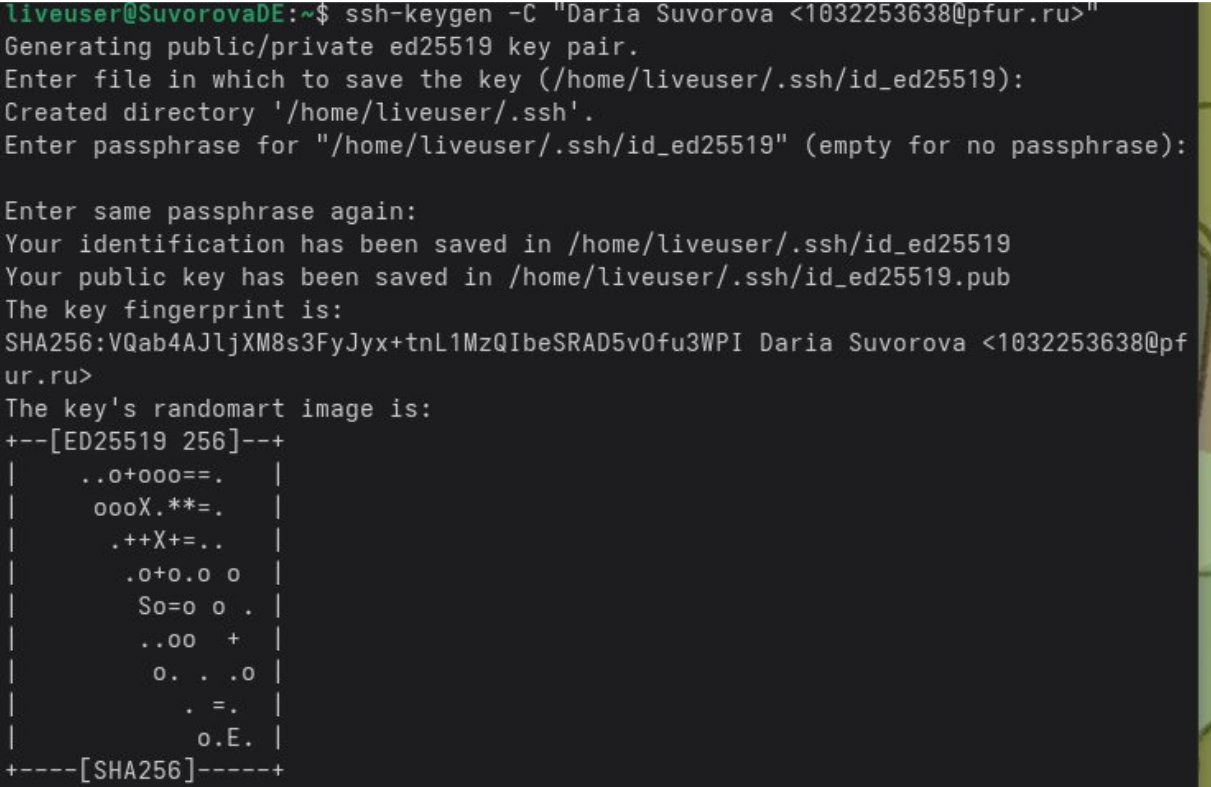 liveuser@SuvorovaDE:~$ ssh-keygen -C "Daria Suvorova <1032253638@pfur.ru>"
Generating public/private ed25519 key pair.
Enter file in which to save the key (/home/liveuser/.ssh/id_ed25519):
Created directory '/home/liveuser/.ssh'.
Enter passphrase for "/home/liveuser/.ssh/id_ed25519" (empty for no passphrase):

Enter same passphrase again:
Your identification has been saved in /home/liveuser/.ssh/id_ed25519
Your public key has been saved in /home/liveuser/.ssh/id_ed25519.pub
The key fingerprint is:
SHA256:VQab4AJljXM8s3FyJyx+tnL1MzQIbeSRAD5vOfu3WPI Daria Suvorova <1032253638@pf
ur.ru>
The key's randomart image is:
+--[ED25519 256]--+
|     ..o+ooo==.   |
|      oooX.**=.   |
|       .++X+=..   |
|        .o+o.o o  |
|         So=o o . |
|         ..oo  +  |
|          o. . .o |
|            . =.  |
|             o.E. |
+----[SHA256]-----+